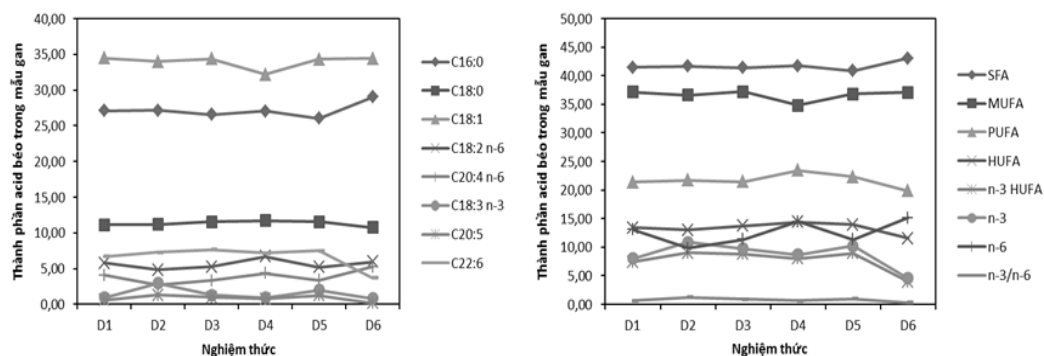 Thành phần acid béo trong mẫu gan
40,00
35,00
30,00
25,00
20,00
15,00
10,00
5,00
0,00
D1 D2 D3 D4 D5 D6
Nghiệm thức
C16:0
C18:0
C18:1
C18:2 n-6
C20:4 n-6
C18:3 n-3
C20:5
C22:6
Thành phần acid béo trong mẫu gan
50,00
45,00
40,00
35,00
30,00
25,00
20,00
15,00
10,00
5,00
0,00
D1 D2 D3 D4 D5 D6
Nghiệm thức
SFA
MUFA
PUFA
HUFA
n-3 HUFA
n-3
n-6
n-3/n-6